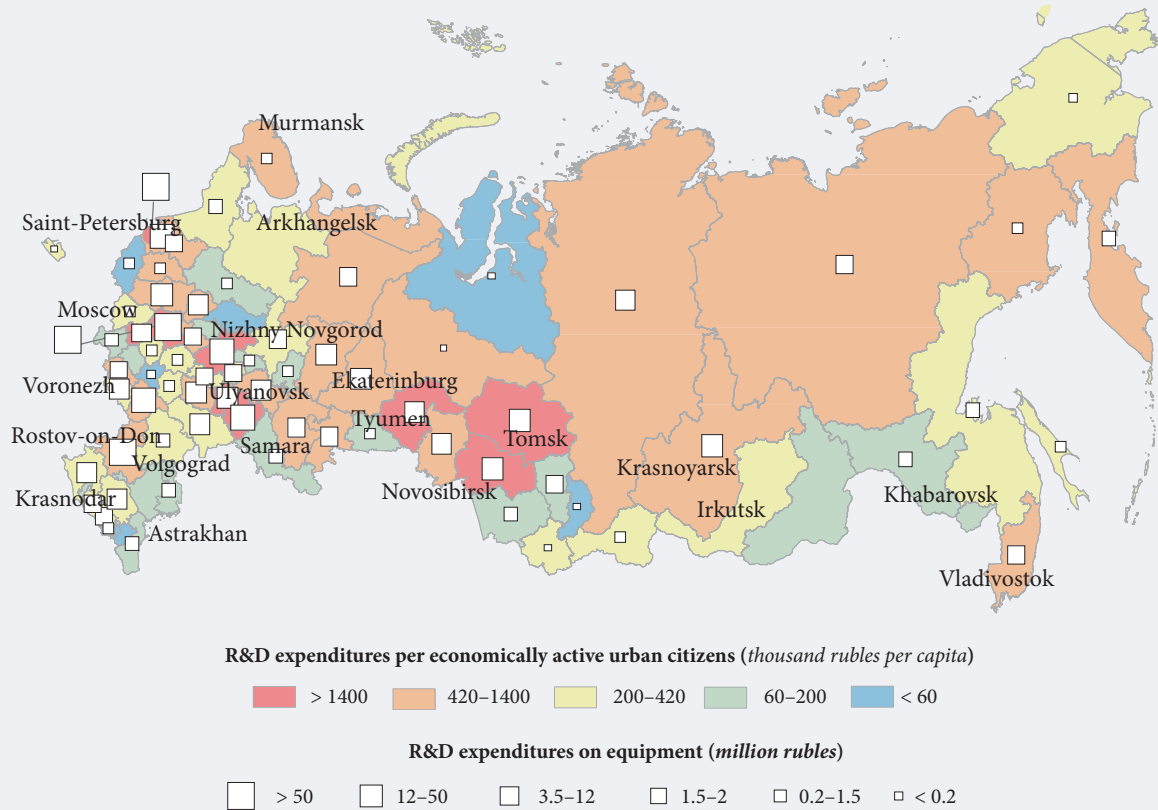 Murmansk
Saint-Petersburg
Arkhangelsk
Moscow
Nizhny Novgorod
Voronezh
Ekaterinburg
Ulyanovsk
Tyumen
Rostov-on-Don
Samara
Tomsk
Volgograd
Krasnoyarsk
Novosibirsk
Krasnodar
Irkutsk
Khabarovsk
Astrakhan
Vladivostok
R&D expenditures per economically active urban citizens (thousand rubles per capita)
> 1400 420–1400 200–420 60–200 < 60
R&D expenditures on equipment (million rubles)
> 50 12–50 3.5–12 1.5–2 0.2–1.5 < 0.2